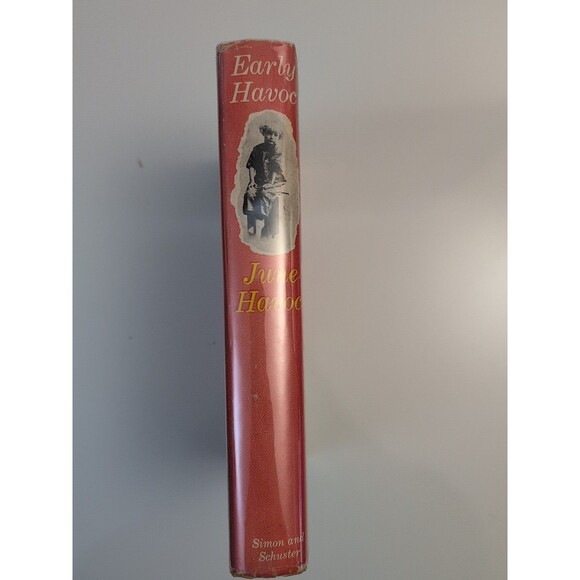 Early
Havoc
June
Havoc
Simon and
Schuster